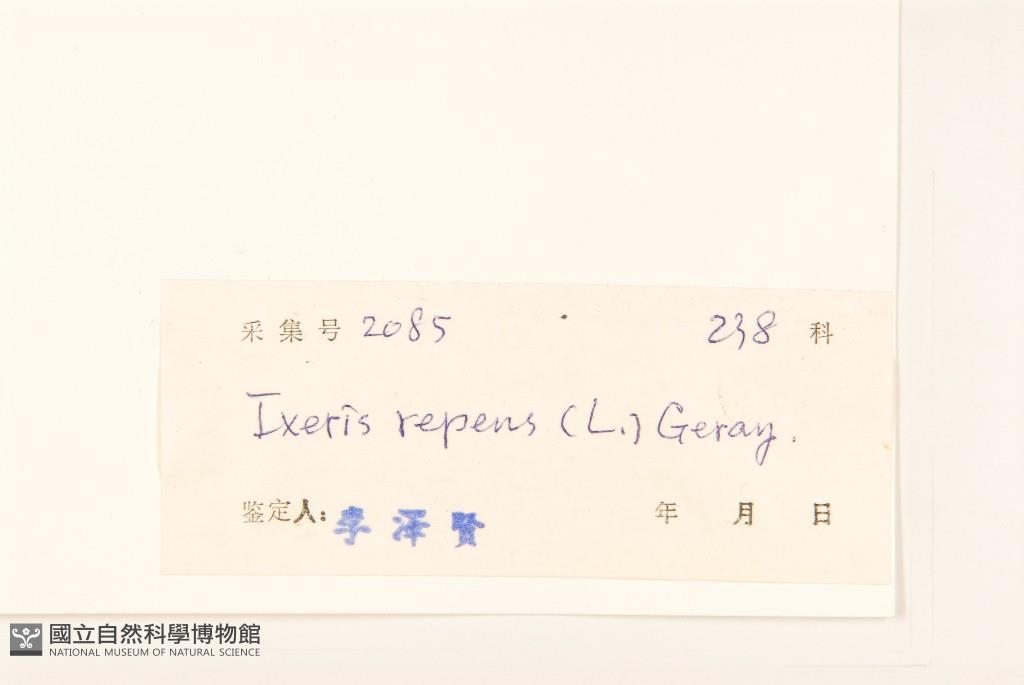 采集号 2085 238 科
Ixeris repens (L.) Geray.
鉴定人: 李泽賢 年 月 日
國立自然科學博物館
NATIONAL MUSEUM OF NATURAL SCIENCE